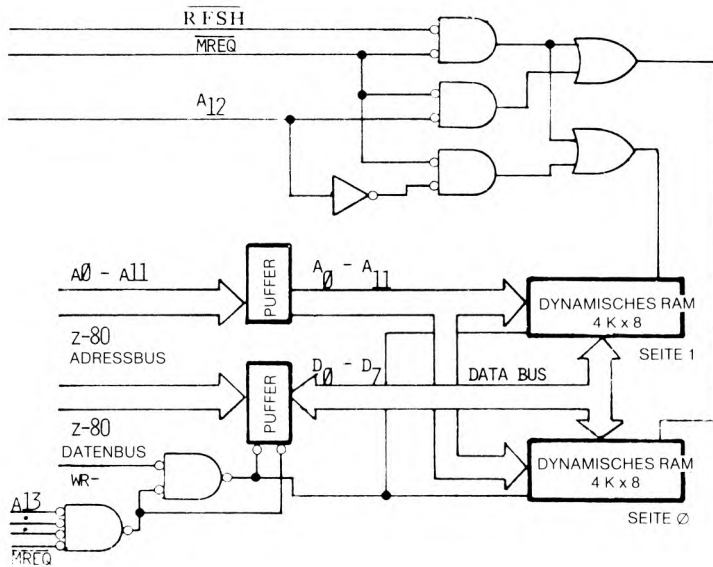 RFSH
MREQ
A12
A0 - A11
PUFFER
A0 - A11
DYNAMISCHES RAM
4 K x 8
SEITE 1
Z-80
ADRESSBUS
D0 - D7
DATA BUS
PUFFER
Z-80
DATENBUS
WR-
DYNAMISCHES RAM
4 K x 8
SEITE Ø
A13
MREQ